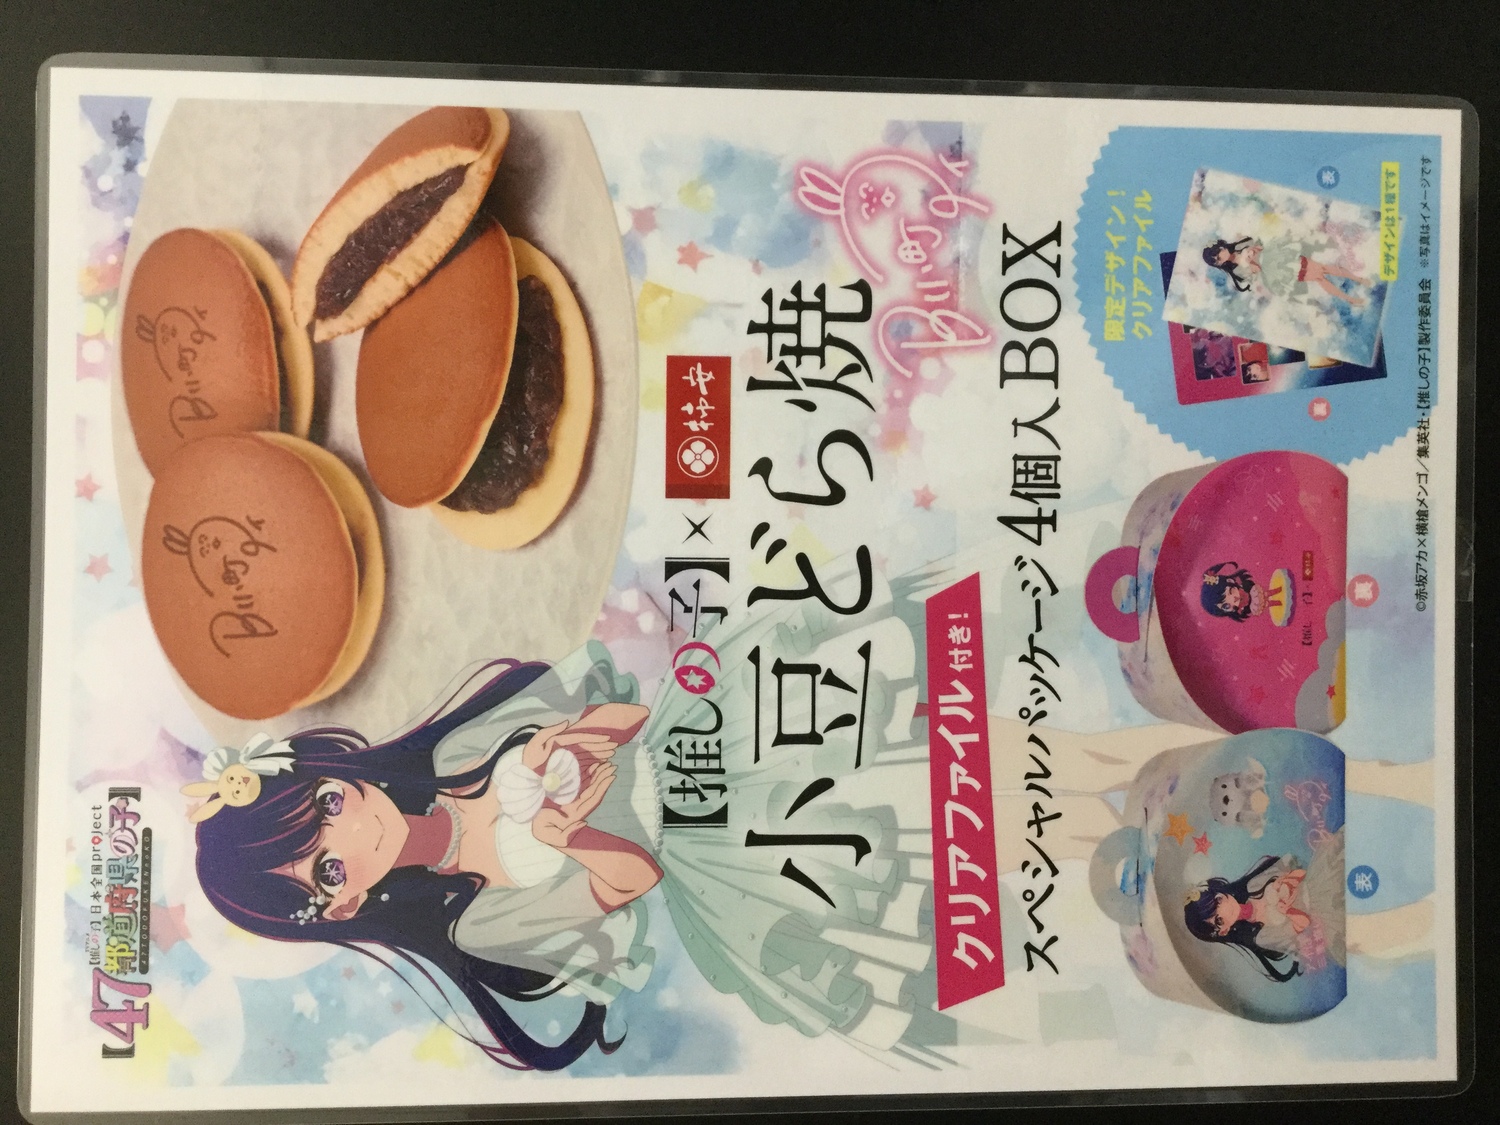 【推しの子】日本全国project
【47都道府県の子】
47TODOOFUKENNOKO
【推しの子】×柿安
小豆どら焼
B小町
クリアファイル付き！
スペシャルパッケージ4個入BOX
限定デザイン！
クリアファイル
表
裏
デザインは1種です
裏
表
©赤坂アカ×横槍メンゴ／集英社・【推しの子】製作委員会　※写真はイメージです